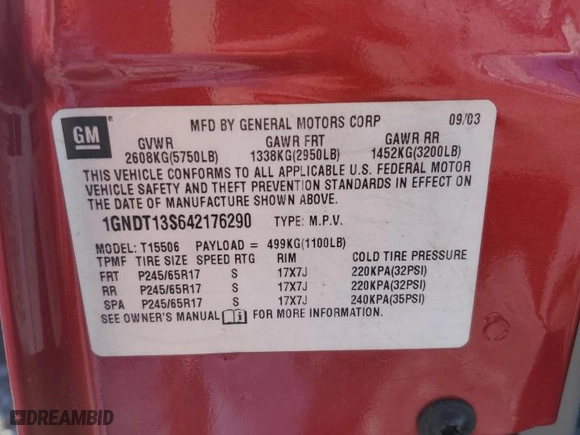 GM
MFD BY GENERAL MOTORS CORP 09/03
GVWR GAWR FRT GAWR RR
2608KG(5750LB) 1338KG(2950LB) 1452KG(3200LB)
THIS VEHICLE CONFORMS TO ALL APPLICABLE U.S. FEDERAL MOTOR
VEHICLE SAFETY AND THEFT PREVENTION STANDARDS IN EFFECT ON
THE DATE OF MANUFACTURE SHOWN ABOVE.
1GNDT13S642176290 TYPE: M.P.V.
MODEL: T15506 PAYLOAD = 499KG(1100LB)
TPMF TIRE SIZE SPEED RTG RIM COLD TIRE PRESSURE
FRT P245/65R17 S 17X7J 220KPA(32PSI)
RR P245/65R17 S 17X7J 220KPA(32PSI)
SPA P245/65R17 S 17X7J 240KPA(35PSI)
SEE OWNER'S MANUAL i FOR MORE INFORMATION.
DREAMBID